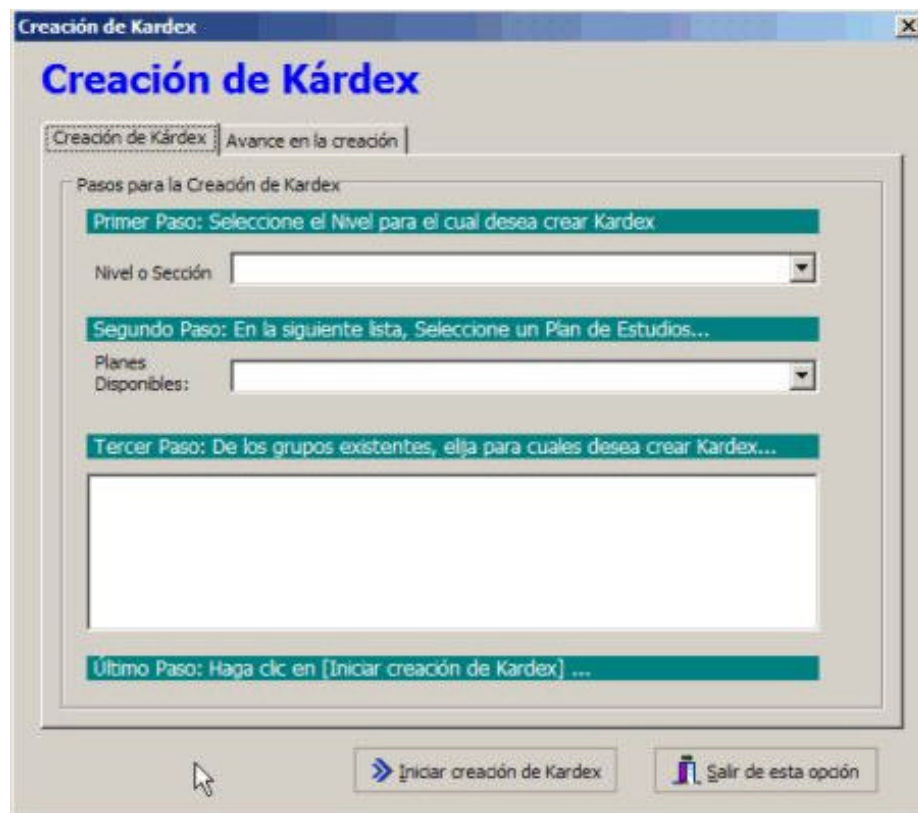 Creación de Kardex
Creación de Kárdex
Creación de Kárdex
Avance en la creación
Pasos para la Creación de Kardex
Primer Paso: Seleccione el Nivel para el cual desea crear Kardex
Nivel o Sección
Segundo Paso: En la siguiente lista, Seleccione un Plan de Estudios...
Planes
Disponibles:
Tercer Paso: De los grupos existentes, elija para cuales desea crear Kardex...
Último Paso: Haga clic en [Iniciar creación de Kardex] ...
Iniciar creación de Kardex
Salir de esta opción